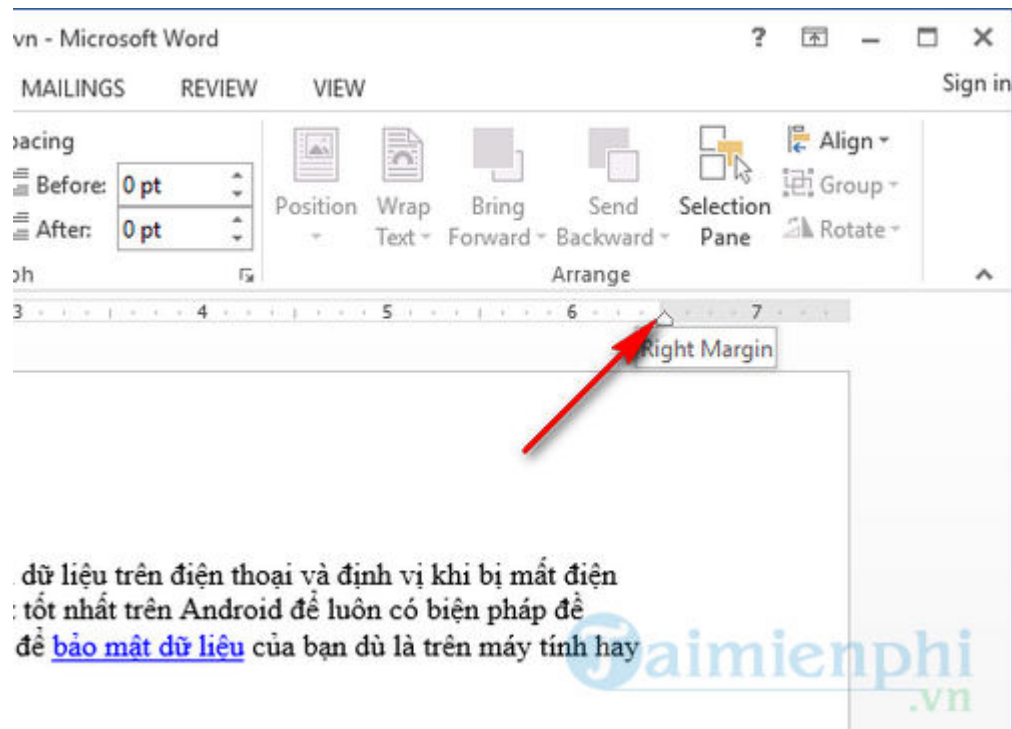 vn - Microsoft Word
?
MAILINGS REVIEW VIEW Sign in
pacing
Before: 0 pt
After: 0 pt
Position
Wrap Text
Bring Forward
Send Backward
Selection Pane
Align
Group
Rotate
ph
Arrange
3 4 5 6 7
Right Margin
dữ liệu trên điện thoại và định vị khi bị mất điện
tốt nhất trên Android để luôn có biện pháp đề
để bảo mật dữ liệu của bạn dù là trên máy tính hay
Taimienphi
.vn